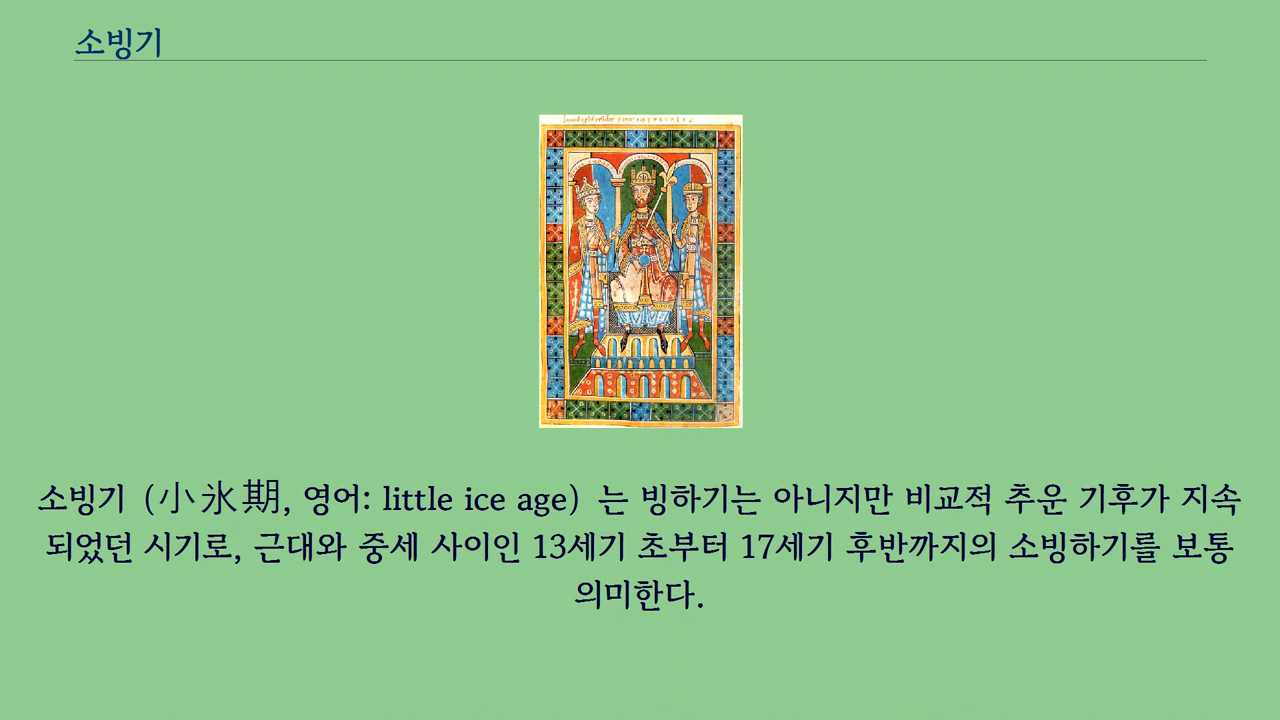 소빙기
소빙기 (小氷期, 영어: little ice age) 는 빙하기는 아니지만 비교적 추운 기후가 지속
되었던 시기로, 근대와 중세 사이인 13세기 초부터 17세기 후반까지의 소빙하기를 보통
의미한다.